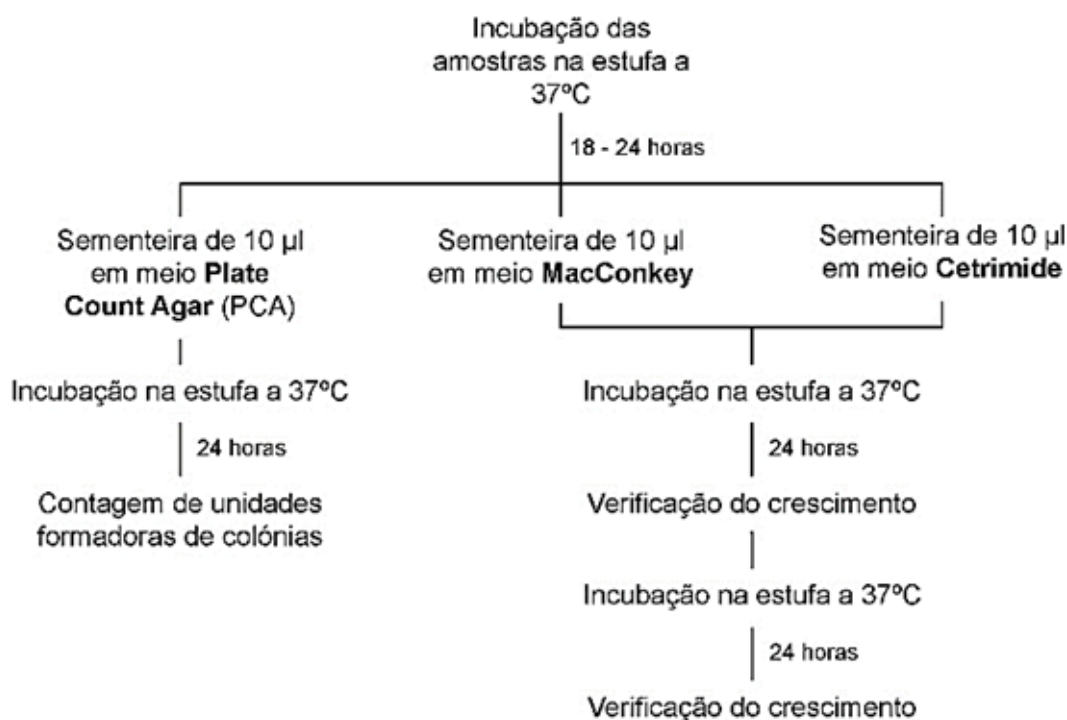 Incubação das
amostras na estufa a
37ºC
18 - 24 horas
Sementeira de 10 µl
em meio Plate
Count Agar (PCA)
Sementeira de 10 µl
em meio MacConkey
Sementeira de 10 µl
em meio Cetrimide
Incubação na estufa a 37ºC
24 horas
Contagem de unidades
formadoras de colónias
Incubação na estufa a 37ºC
24 horas
Verificação do crescimento
Incubação na estufa a 37ºC
24 horas
Verificação do crescimento